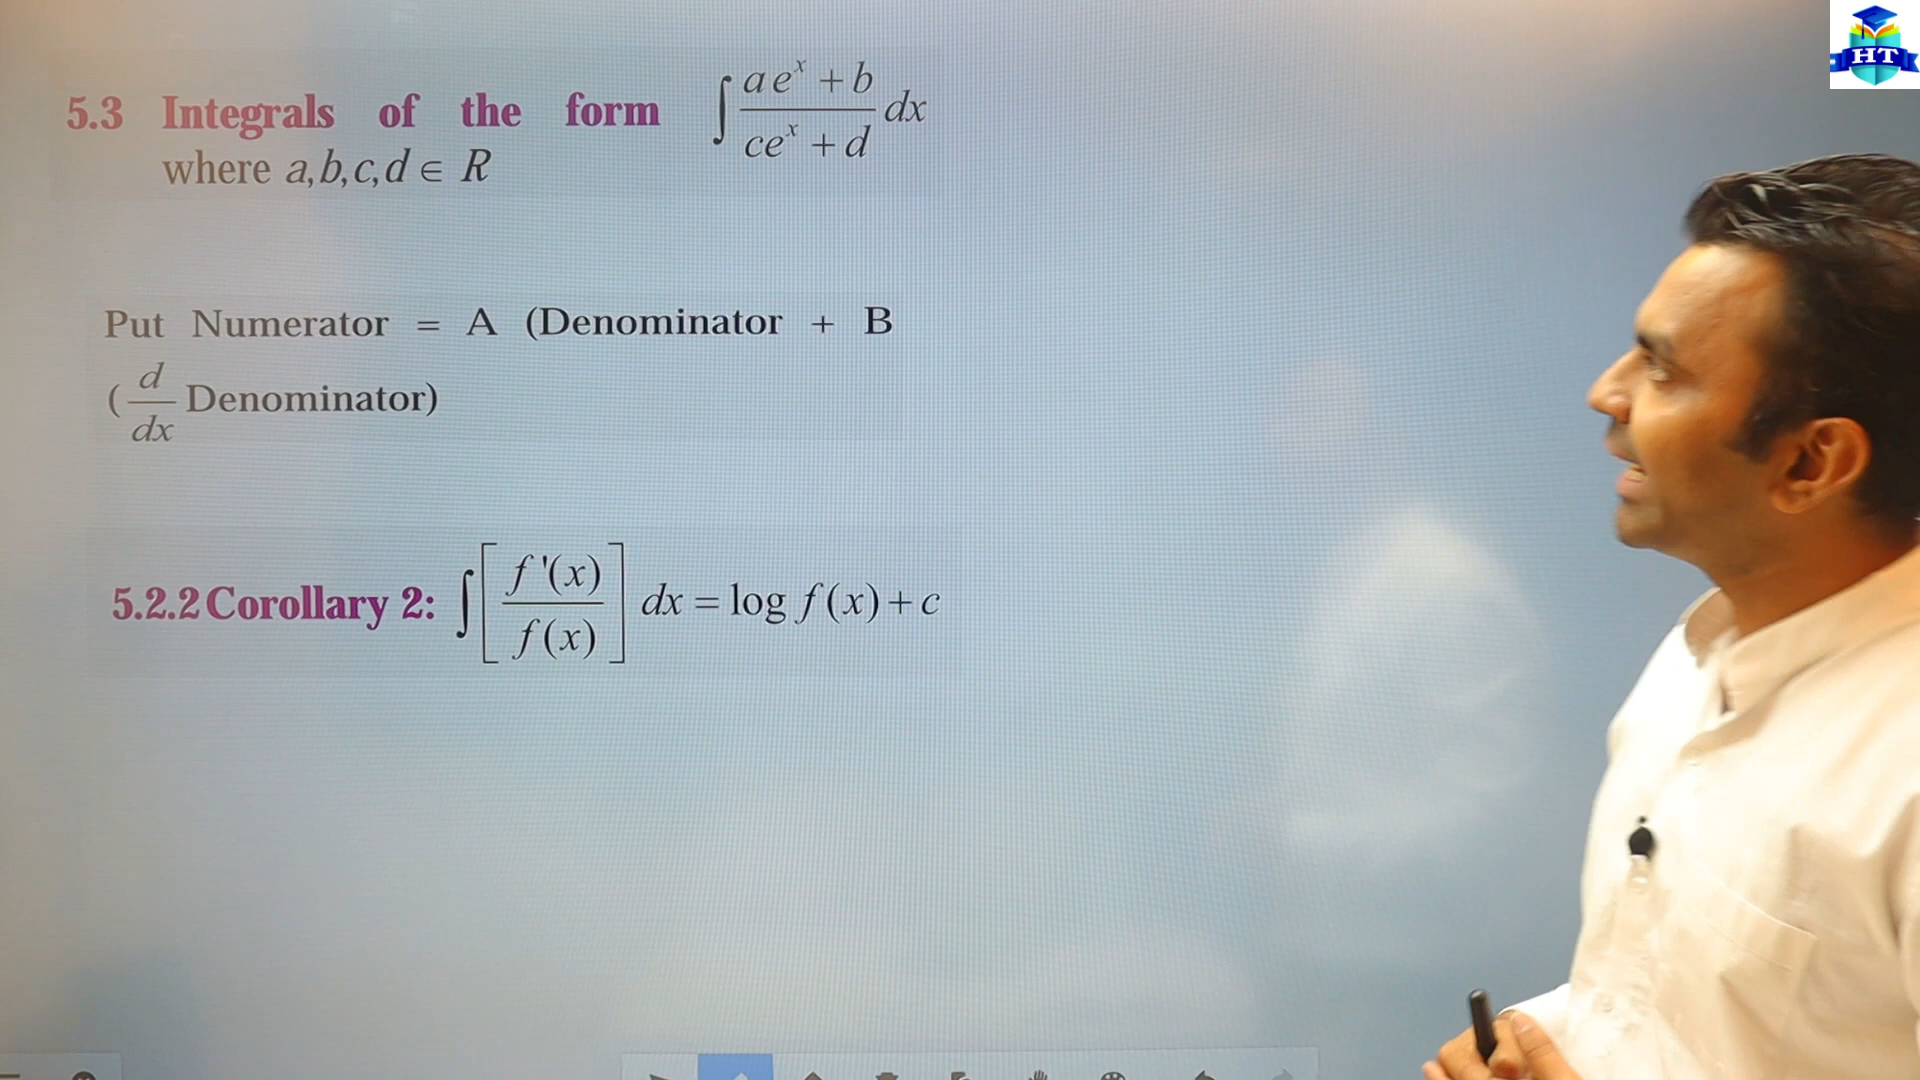 HT
5.3 Integrals of the form ∫ (ae^x + b)/(ce^x + d) dx
where a,b,c,d ∈ R
Put Numerator = A (Denominator + B
(d/dx Denominator)
5.2.2 Corollary 2: ∫ [f'(x)/f(x)] dx = log f(x) + c